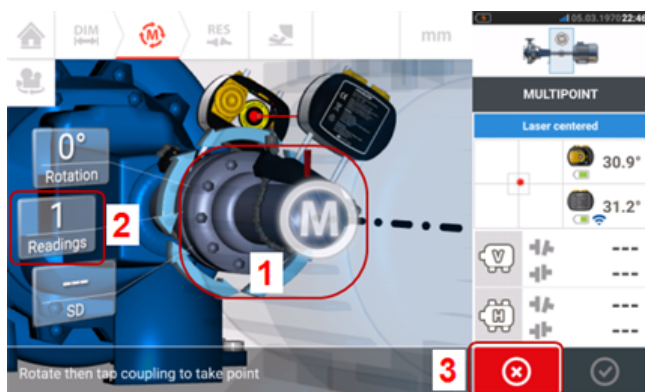 DIM
M
RES
mm
05.03.1970 22:46
MULTIPOINT
Laser centered
30.9°
31.2°
0°
Rotation
1
Readings
2
---
SD
M
1
V
---
---
H
---
---
Rotate then tap coupling to take point
3